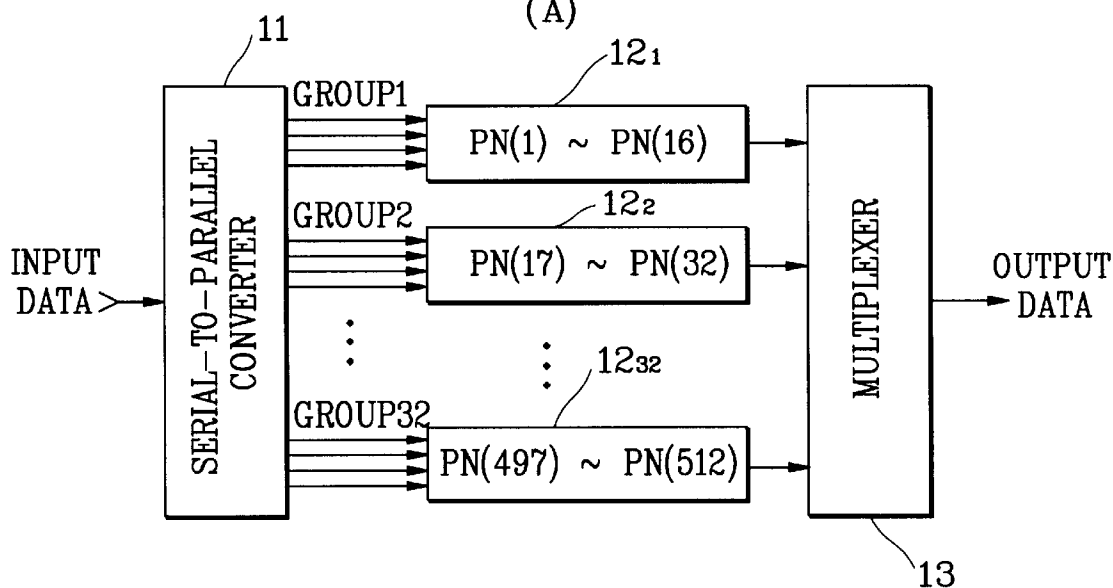 (A)
11
12₁
GROUP1
PN(1) ~ PN(16)
12₂
GROUP2
PN(17) ~ PN(32)
INPUT
DATA
SERIAL-TO-PARALLEL
CONVERTER
MULTIPLEXER
OUTPUT
DATA
12₃₂
GROUP32
PN(497) ~ PN(512)
13